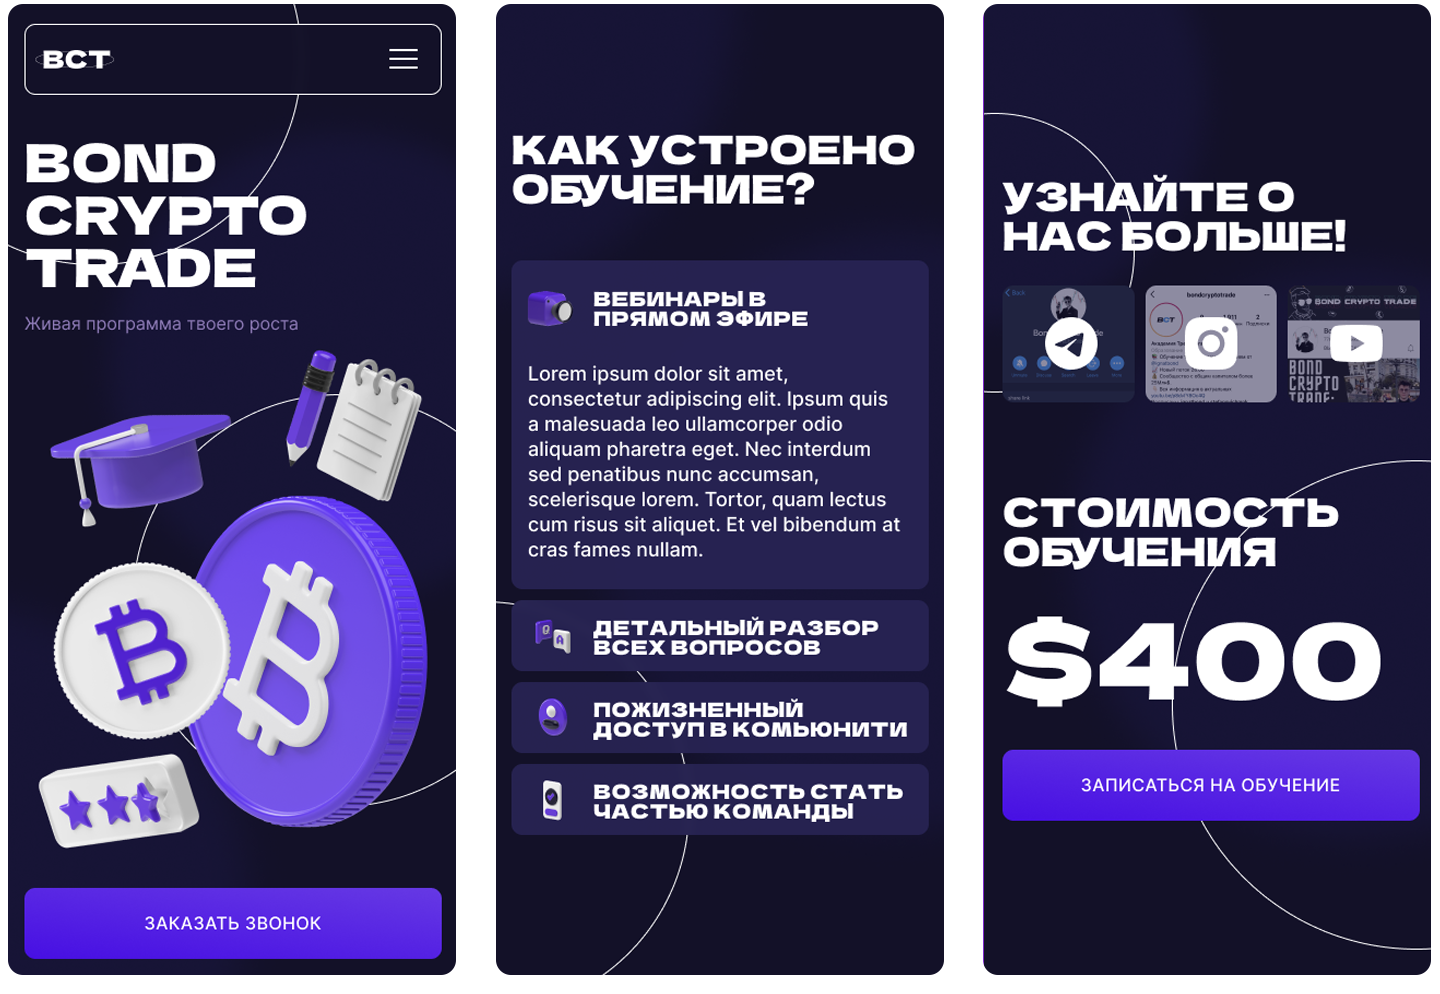 BCT
BOND
CRYPTO
TRADE
Живая программа твоего роста
ЗАКАЗАТЬ ЗВОНОК
КАК УСТРОЕНО
ОБУЧЕНИЕ?
ВЕБИНАРЫ В
ПРЯМОМ ЭФИРЕ
Lorem ipsum dolor sit amet,
consectetur adipiscing elit. Ipsum quis
a malesuada leo ullamcorper odio
aliquam pharetra eget. Nec interdum
sed penatibus nunc accumsan,
scelerisque lorem. Tortor, quam lectus
cum risus sit aliquet. Et vel bibendum at
cras fames nullam.
ДЕТАЛЬНЫЙ РАЗБОР
ВСЕХ ВОПРОСОВ
ПОЖИЗНЕННЫЙ
ДОСТУП В КОМЬЮНИТИ
ВОЗМОЖНОСТЬ СТАТЬ
ЧАСТЬЮ КОМАНДЫ
УЗНАЙТЕ О
НАС БОЛЬШЕ!
Back
bondcryptotrade
BCT
BOND CRYPTO TRADE
BOND
CRYPTO
TRADE:
СТОИМОСТЬ
ОБУЧЕНИЯ
$400
ЗАПИСАТЬСЯ НА ОБУЧЕНИЕ